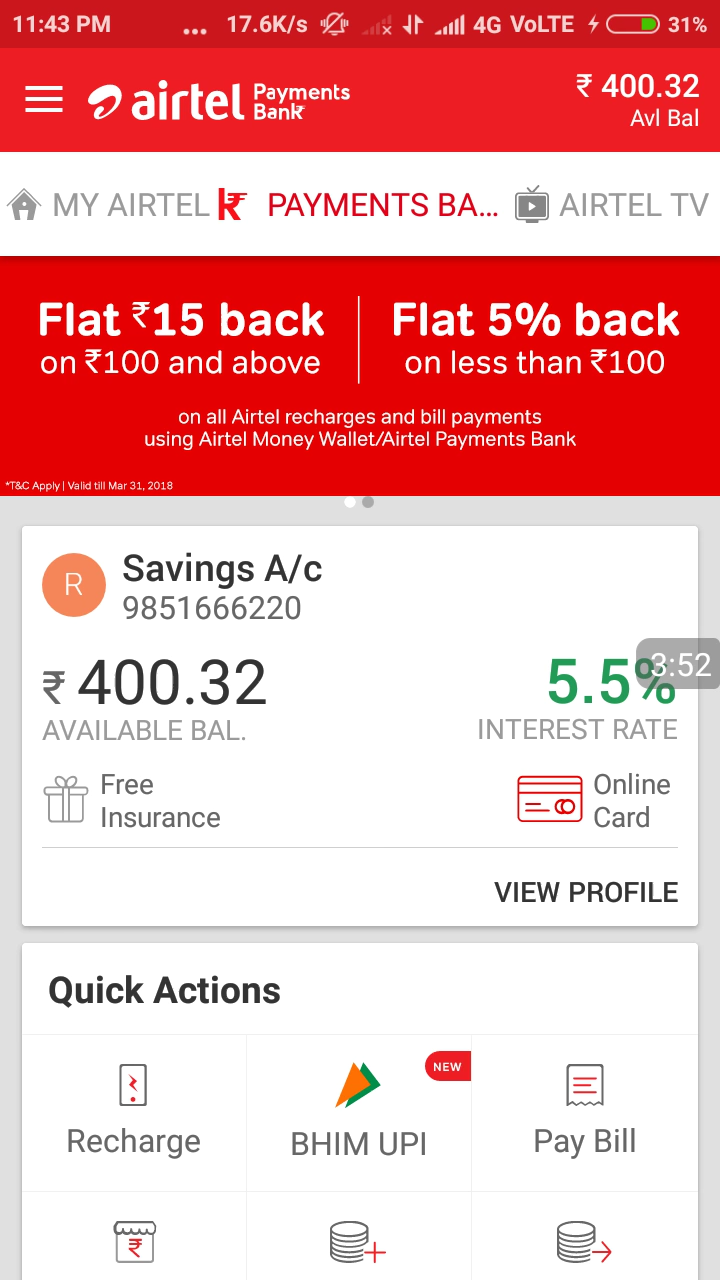 11:43 PM ... 17.6K/s 4G VoLTE 31%
airtel Payments Bank ₹ 400.32
Avl Bal
MY AIRTEL PAYMENTS BA... AIRTEL TV
Flat ₹15 back
on ₹100 and above
Flat 5% back
on less than ₹100
on all Airtel recharges and bill payments
using Airtel Money Wallet/Airtel Payments Bank
*T&C Apply | Valid till Mar 31, 2018
R
Savings A/c
9851666220
₹ 400.32
AVAILABLE BAL.
5.5%
3:52
INTEREST RATE
Free
Insurance
Online
Card
VIEW PROFILE
Quick Actions
NEW
Recharge
BHIM UPI
Pay Bill
₹